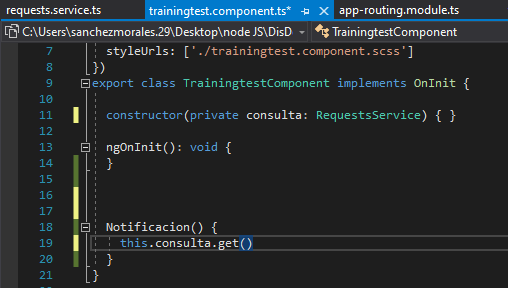 requests.service.ts trainingtest.component.ts* app-routing.module.ts
C:\Users\sanchezmorales.29\Desktop\node JS\DisD TrainingtestComponent
7 styleUrls: ['./trainingtest.component.scss']
8 })
9 export class TrainingtestComponent implements OnInit {
10
11 constructor(private consulta: RequestsService) { }
12
13 ngOnInit(): void {
14 }
15
16
17
18 Notificacion() {
19 this.consulta.get()
20 }
21 }